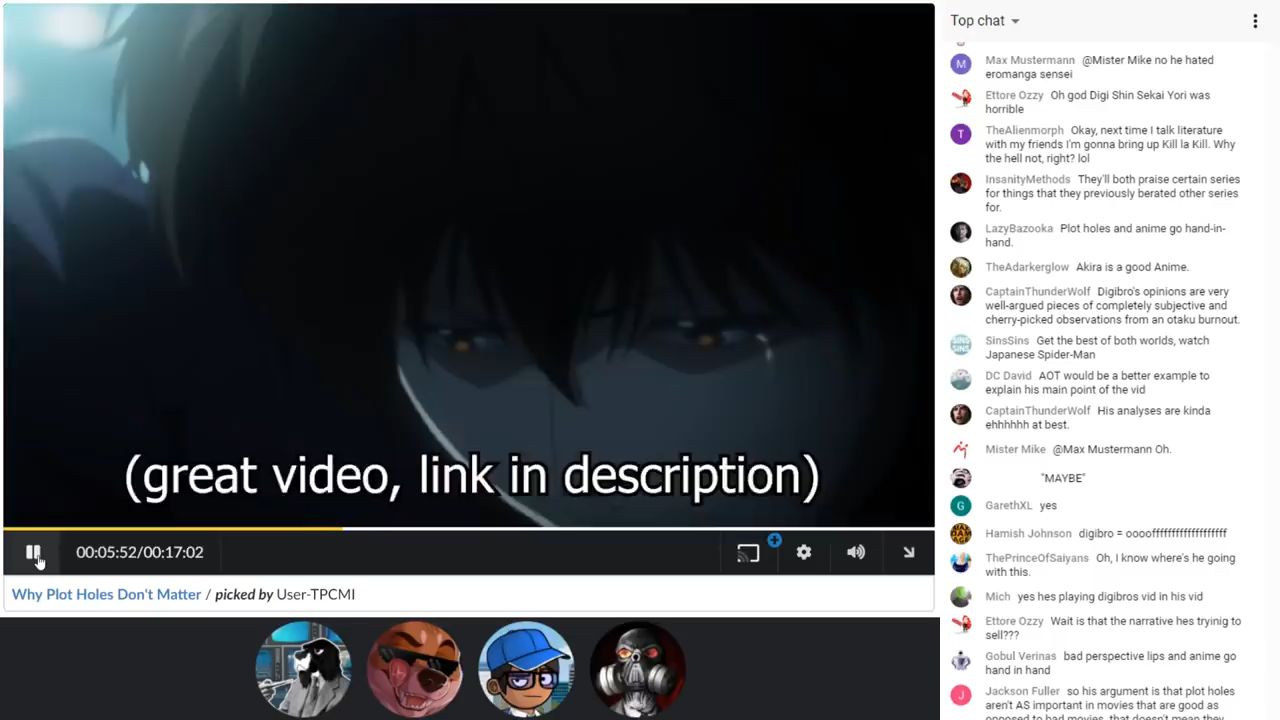 (great video, link in description)
00:05:52/00:17:02
Why Plot Holes Don't Matter / picked by User-TPCMI
Top chat
M Max Mustermann @Mister Mike no he hated
eromanga sensei
Ettore Ozzy Oh god Digi Shin Sekai Yori was
horrible
T TheAlienmorph Okay, next time I talk literature
with my friends I'm gonna bring up Kill la Kill. Why
the hell not, right? lol
InsanityMethods They'll both praise certain series
for things that they previously berated other series
for.
LazyBazooka Plot holes and anime go hand-in-
hand.
TheAdarkerglow Akira is a good Anime.
CaptainThunderWolf Digibro's opinions are very
well-argued pieces of completely subjective and
cherry-picked observations from an otaku burnout.
SinsSins Get the best of both worlds, watch
Japanese Spider-Man
DC David AOT would be a better example to
explain his main point of the vid
CaptainThunderWolf His analyses are kinda
ehhhhhh at best.
Mister Mike @Max Mustermann Oh.
"MAYBE"
G GarethXL yes
Hamish Johnson digibro = oooofffffffffffffffffff
ThePrinceOfSaiyans Oh, I know where's he going
with this.
Mich yes hes playing digibros vid in his vid
Ettore Ozzy Wait is that the narrative hes tryinig to
sell???
Gobul Verinas bad perspective lips and anime go
hand in hand
J Jackson Fuller so his argument is that plot holes
aren't AS important in movies that are good as
opposed to bad movies, that doesn't mean they